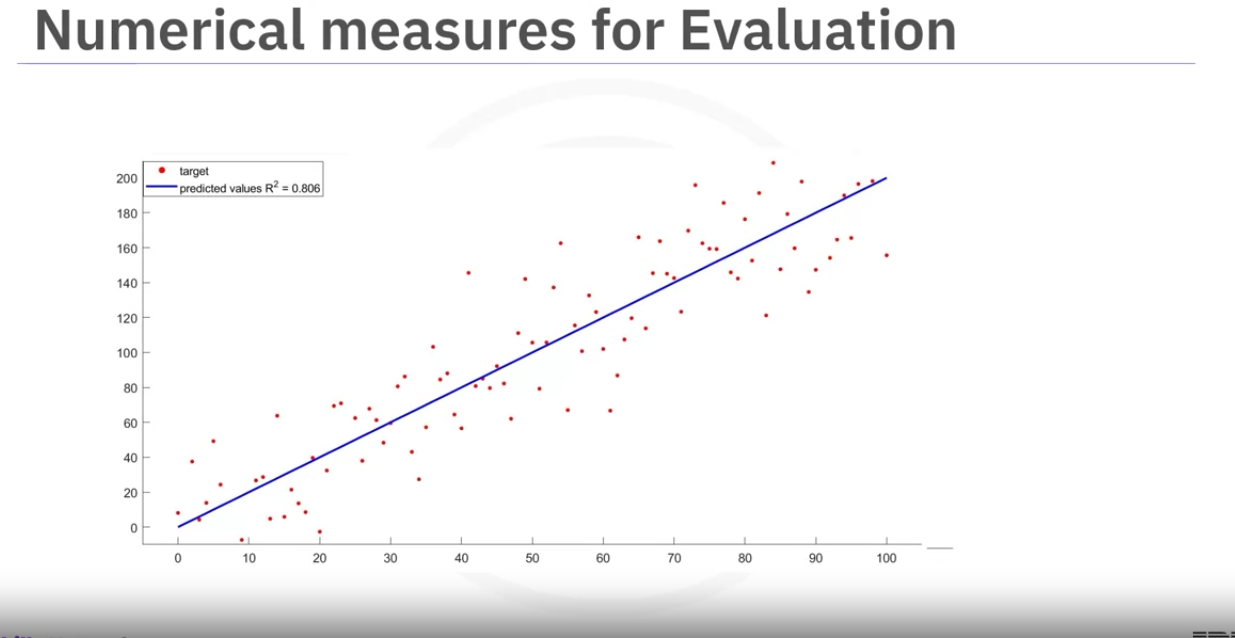 Numerical measures for Evaluation
target
predicted values R² = 0.806
200
180
160
140
120
100
80
60
40
20
0
0 10 20 30 40 50 60 70 80 90 100